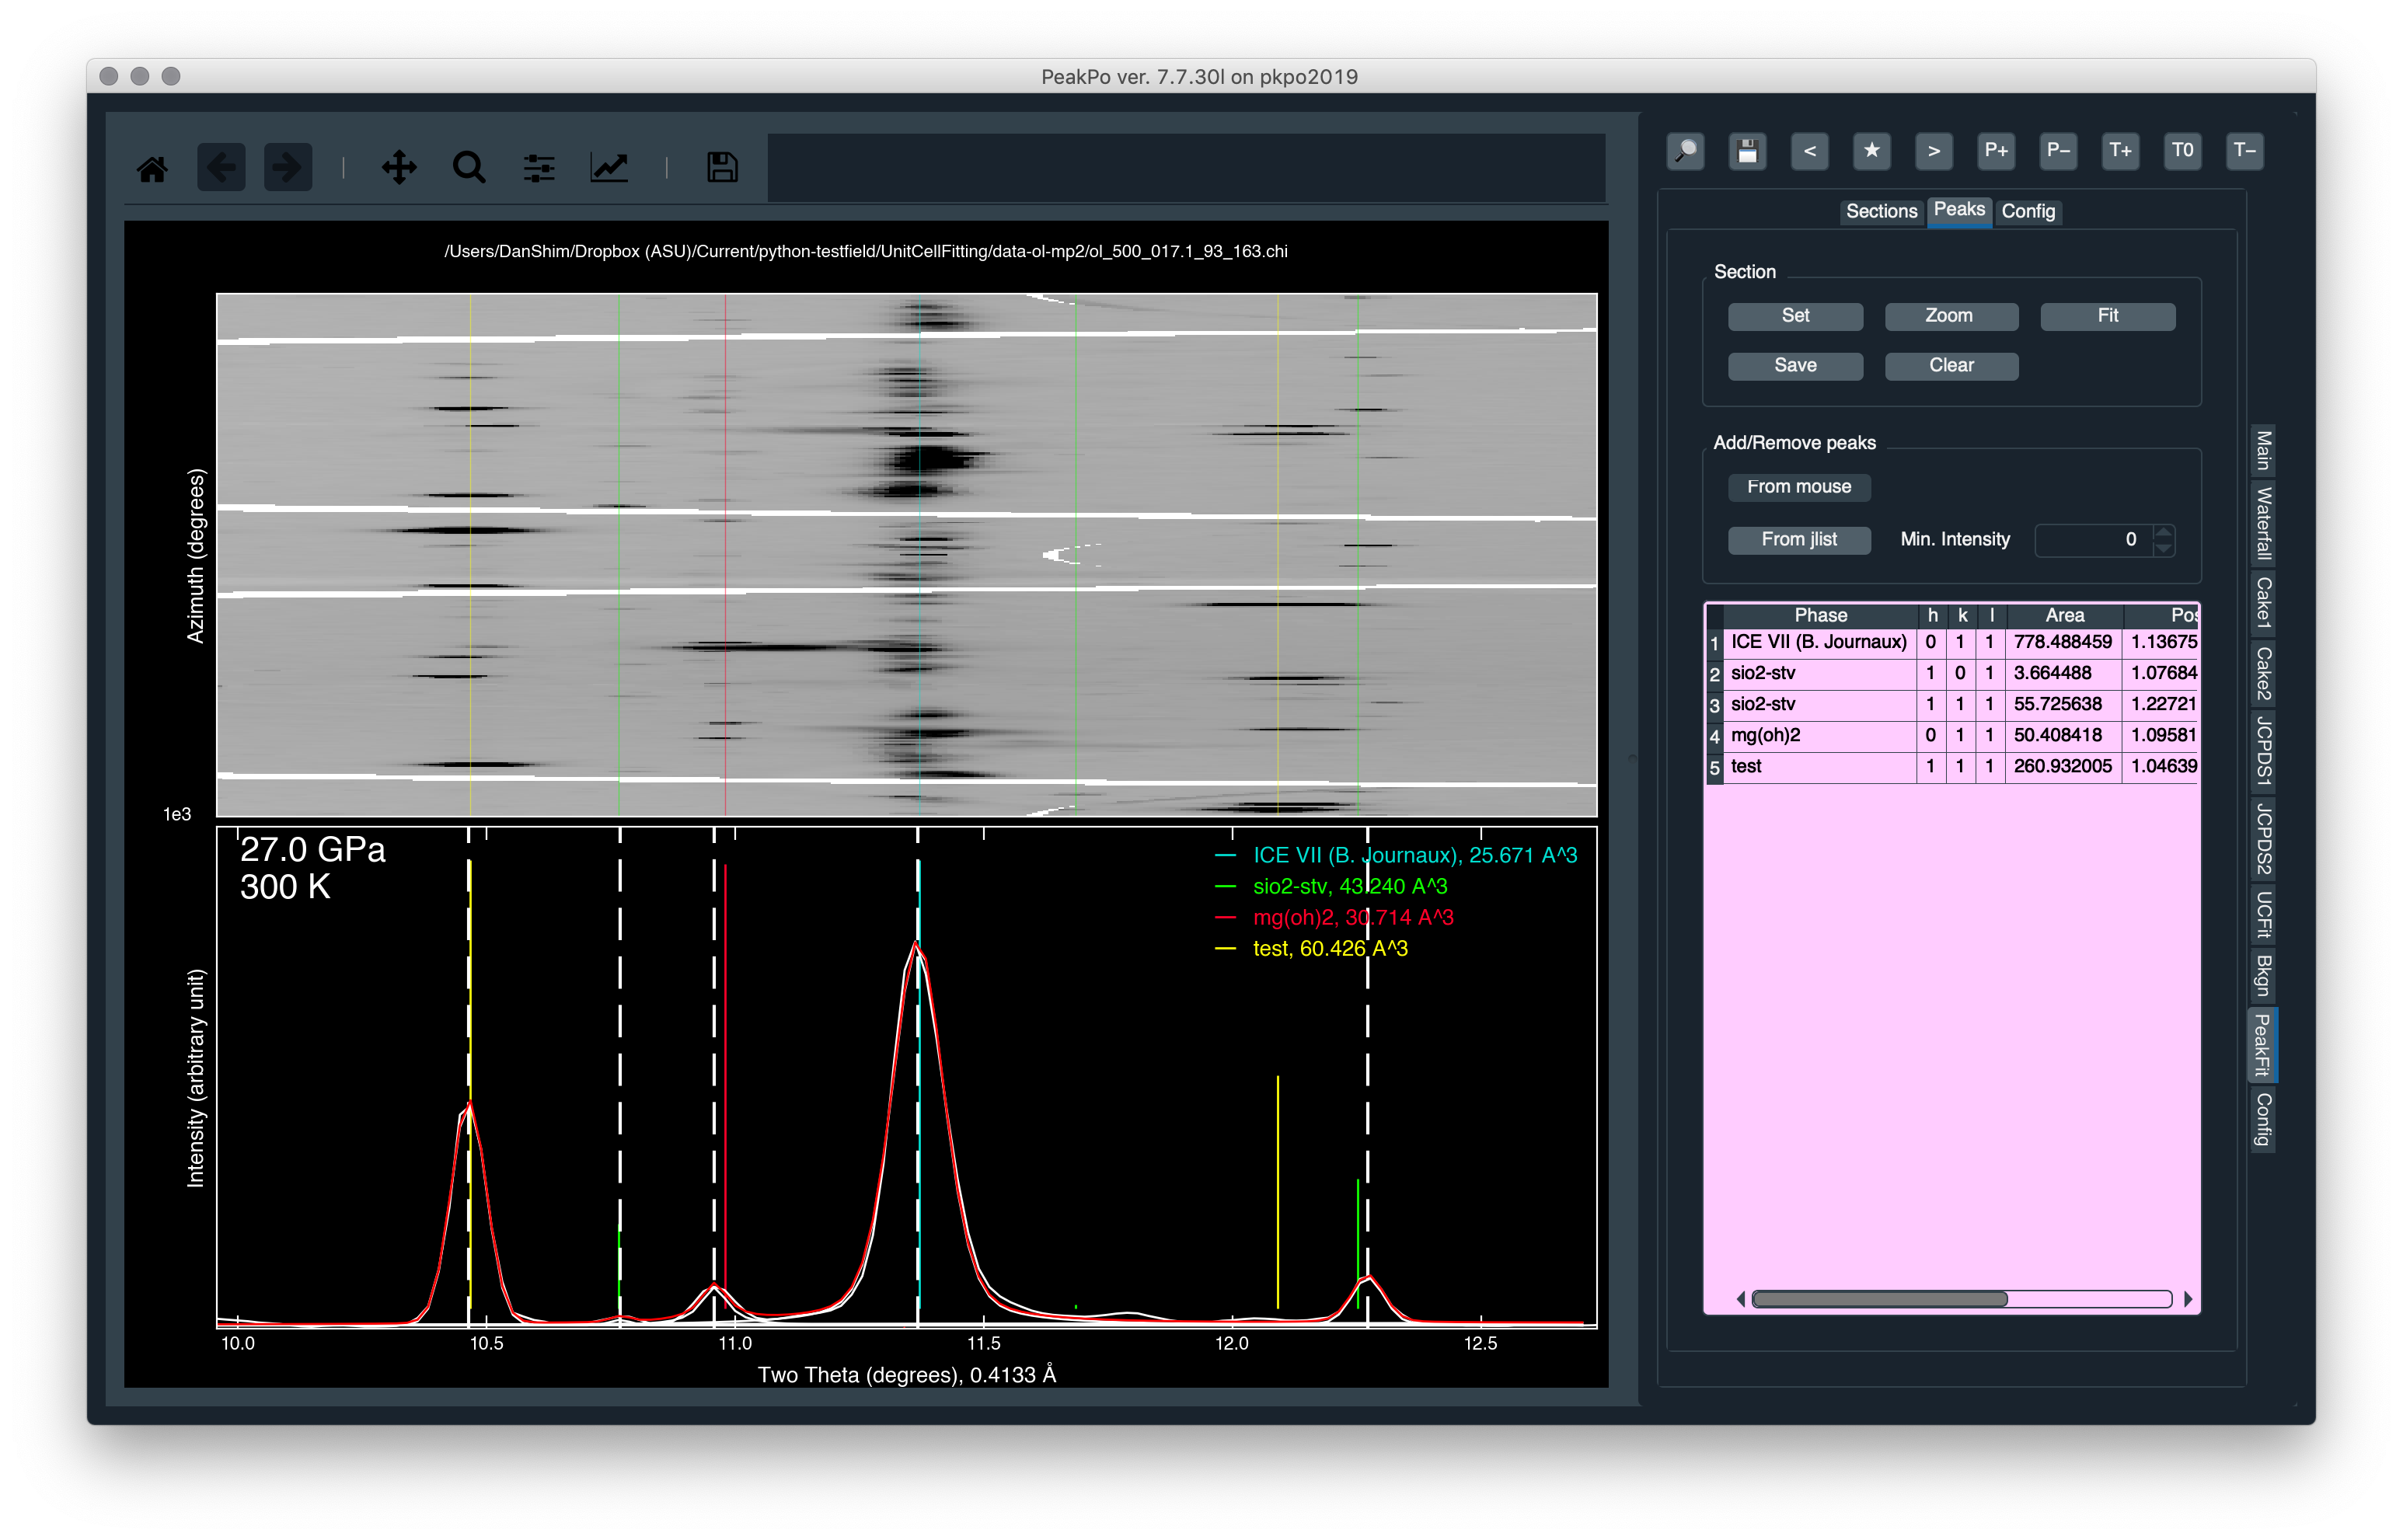 PeakPo ver. 7.7.30l on pkpo2019
< ★ > P+ P− T+ T0 T−
Sections Peaks Config
/Users/DanShim/Dropbox (ASU)/Current/python-testfield/UnitCellFitting/data-ol-mp2/ol_500_017.1_93_163.chi
Azimuth (degrees)
1e3
27.0 GPa
300 K
ICE VII (B. Journaux), 25.671 A^3
sio2-stv, 43.240 A^3
mg(oh)2, 30.714 A^3
test, 60.426 A^3
Intensity (arbitrary unit)
10.0 10.5 11.0 11.5 12.0 12.5
Two Theta (degrees), 0.4133 Å
Section
Set Zoom Fit
Save Clear
Add/Remove peaks
From mouse
From jlist Min. Intensity 0
Phase h k l Area Pos
1 ICE VII (B. Journaux) 0 1 1 778.488459 1.13675
2 sio2-stv 1 0 1 3.664488 1.07684
3 sio2-stv 1 1 1 55.725638 1.22721
4 mg(oh)2 0 1 1 50.408418 1.09581
5 test 1 1 1 260.932005 1.04639
Main
Waterfall
Cake1
Cake2
JCPDS1
JCPDS2
UCFit
Bkgn
PeakFit
Config